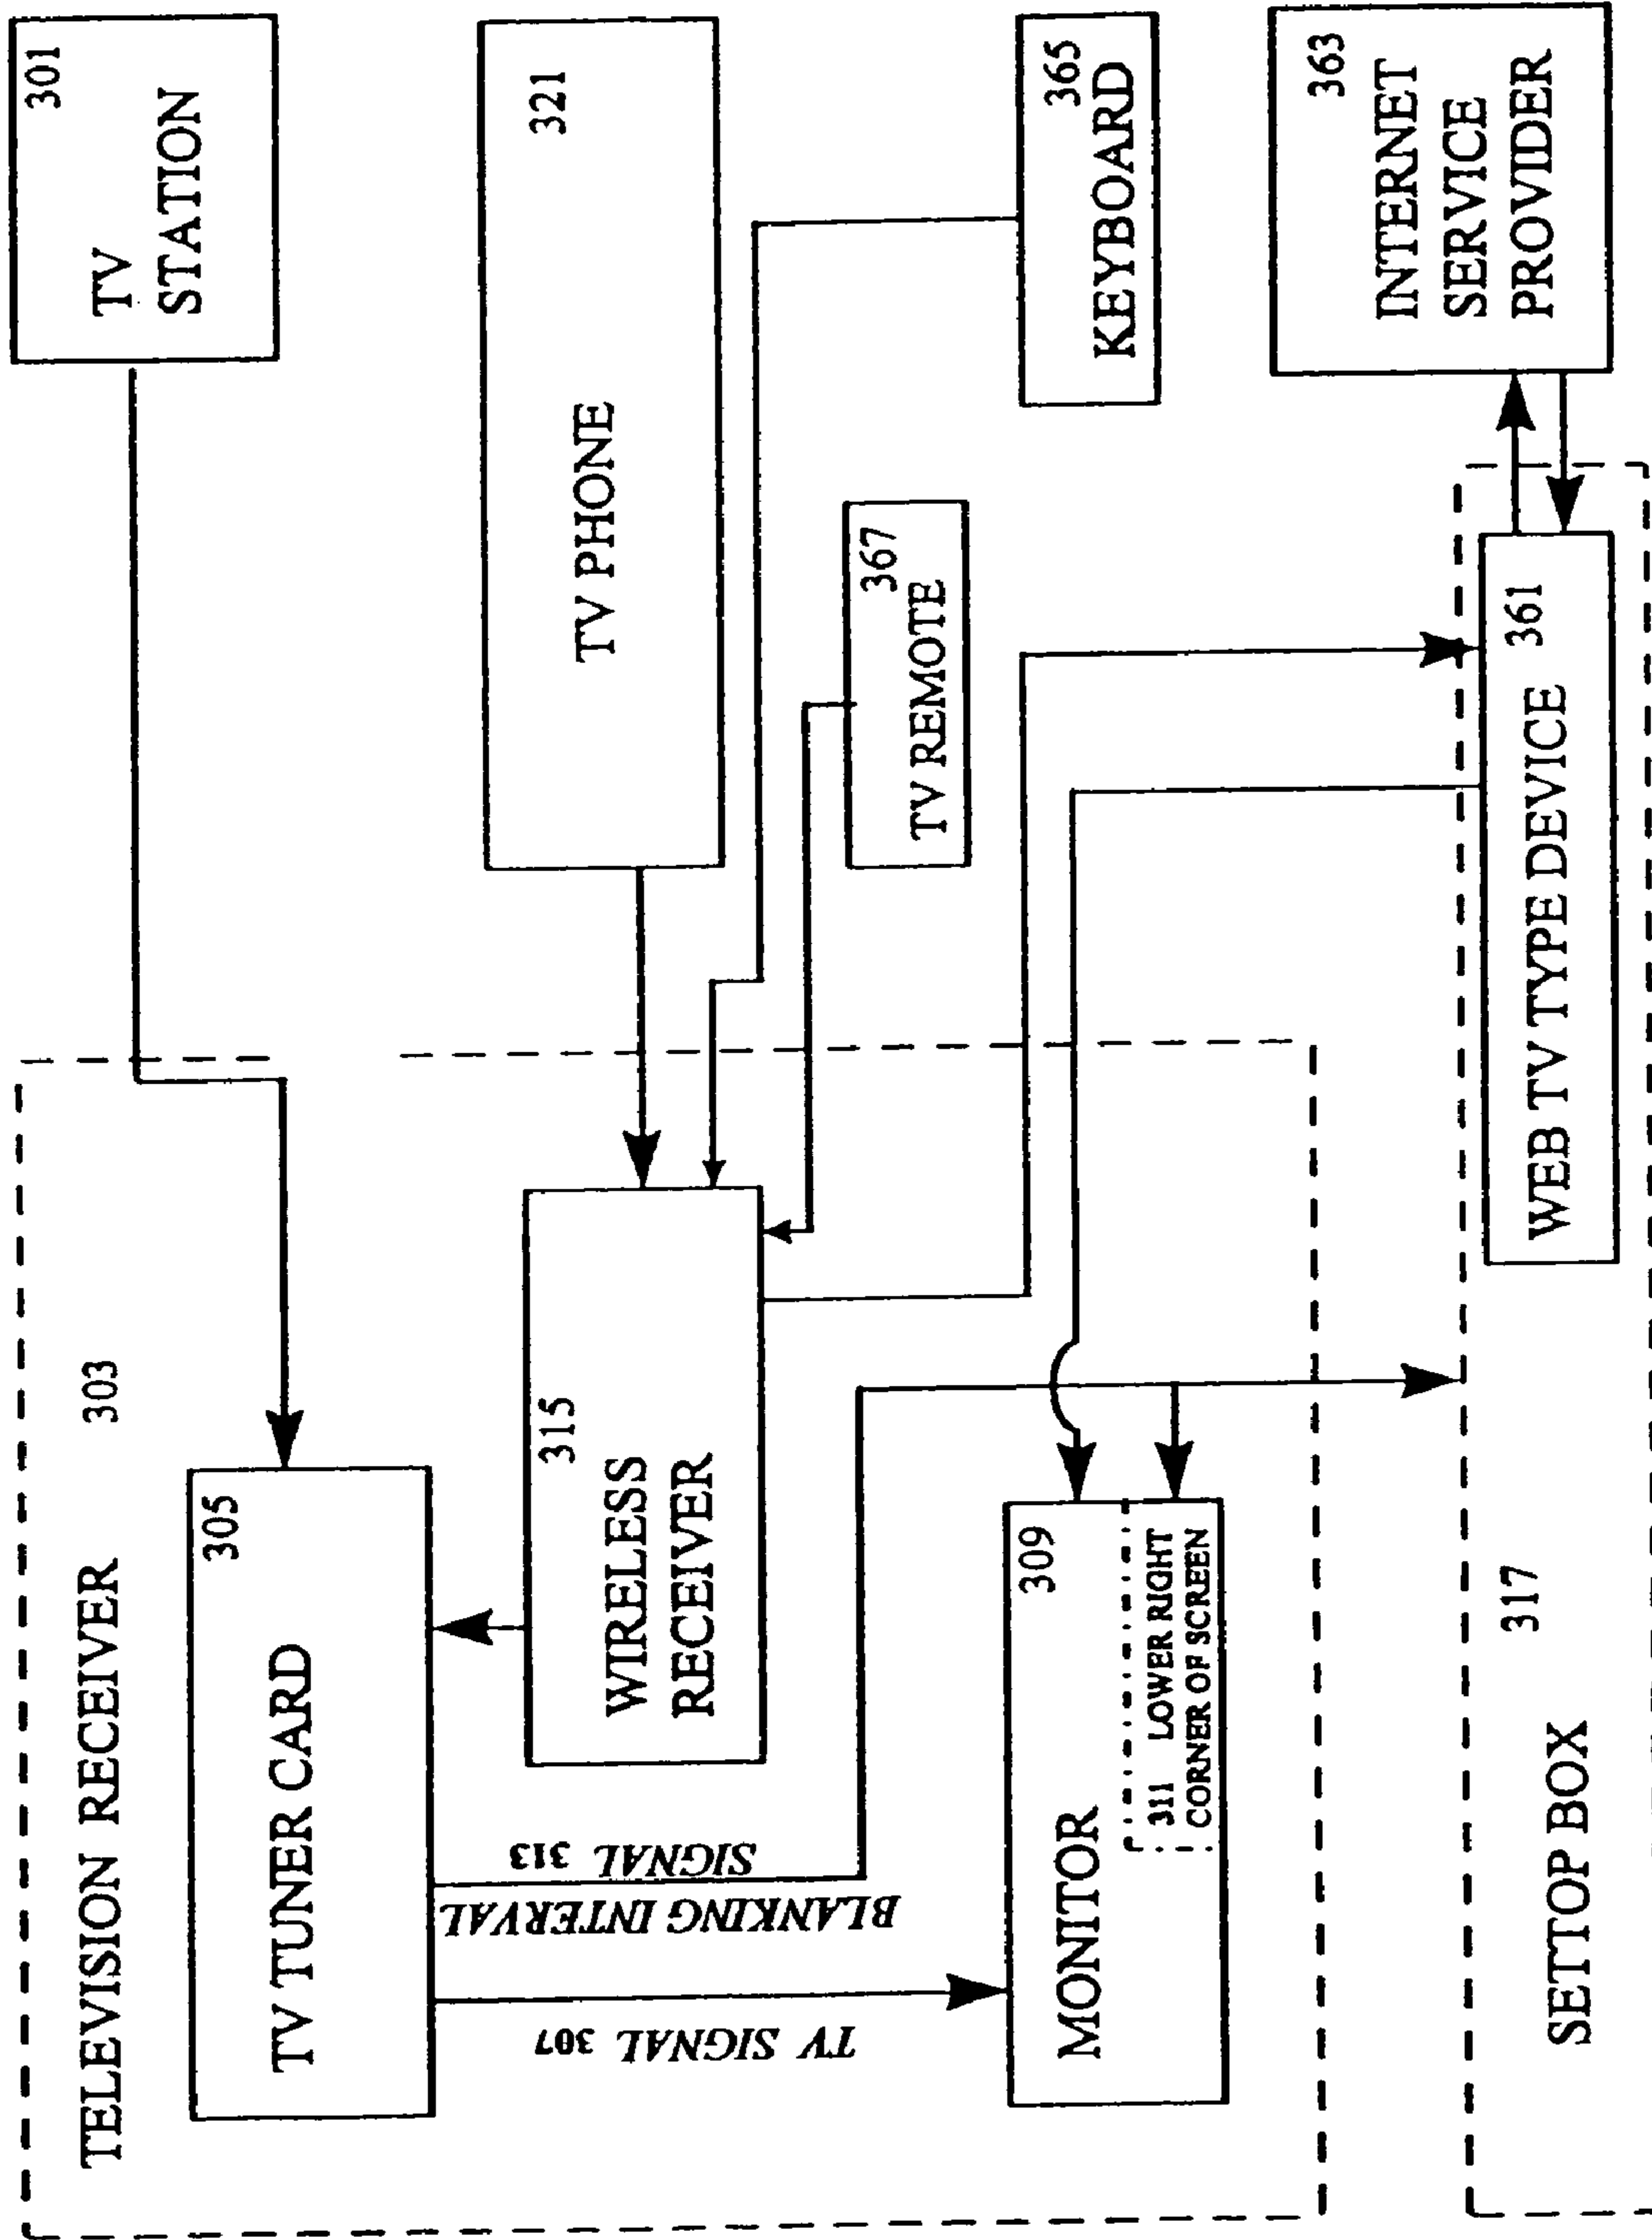 TELEVISION RECEIVER 303
305
TV TUNER CARD
TV SIGNAL 307
BLANKING INTERVAL
SIGNAL 313
315
WIRELESS
RECEIVER
MONITOR
309
311 LOWER RIGHT
CORNER OF SCREEN
301
TV
STATION
TV PHONE
321
367
TV REMOTE
365
KEYBOARD
363
INTERNET
SERVICE
PROVIDER
WEB TV TYPE DEVICE 361
SETTOP BOX
317